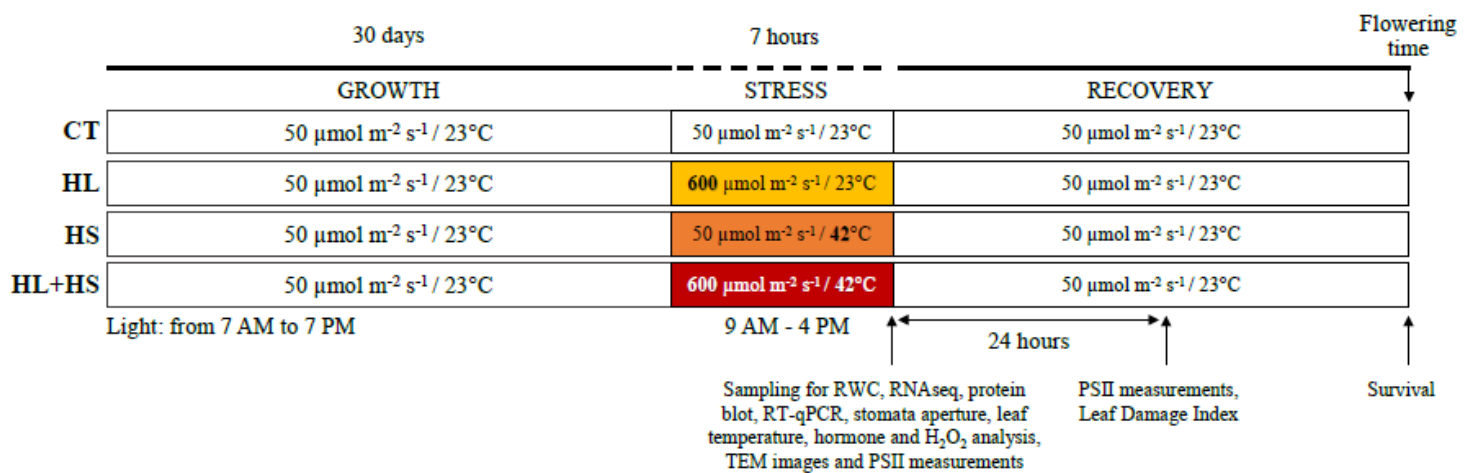 30 days
7 hours
Flowering
time
GROWTH
STRESS
RECOVERY
CT
50 µmol m⁻² s⁻¹ / 23°C
50 µmol m⁻² s⁻¹ / 23°C
50 µmol m⁻² s⁻¹ / 23°C
HL
50 µmol m⁻² s⁻¹ / 23°C
600 µmol m⁻² s⁻¹ / 23°C
50 µmol m⁻² s⁻¹ / 23°C
HS
50 µmol m⁻² s⁻¹ / 23°C
50 µmol m⁻² s⁻¹ / 42°C
50 µmol m⁻² s⁻¹ / 23°C
HL+HS
50 µmol m⁻² s⁻¹ / 23°C
600 µmol m⁻² s⁻¹ / 42°C
50 µmol m⁻² s⁻¹ / 23°C
Light: from 7 AM to 7 PM
9 AM - 4 PM
24 hours
Sampling for RWC, RNAseq, protein
blot, RT-qPCR, stomata aperture, leaf
temperature, hormone and H₂O₂ analysis,
TEM images and PSII measurements
PSII measurements,
Leaf Damage Index
Survival